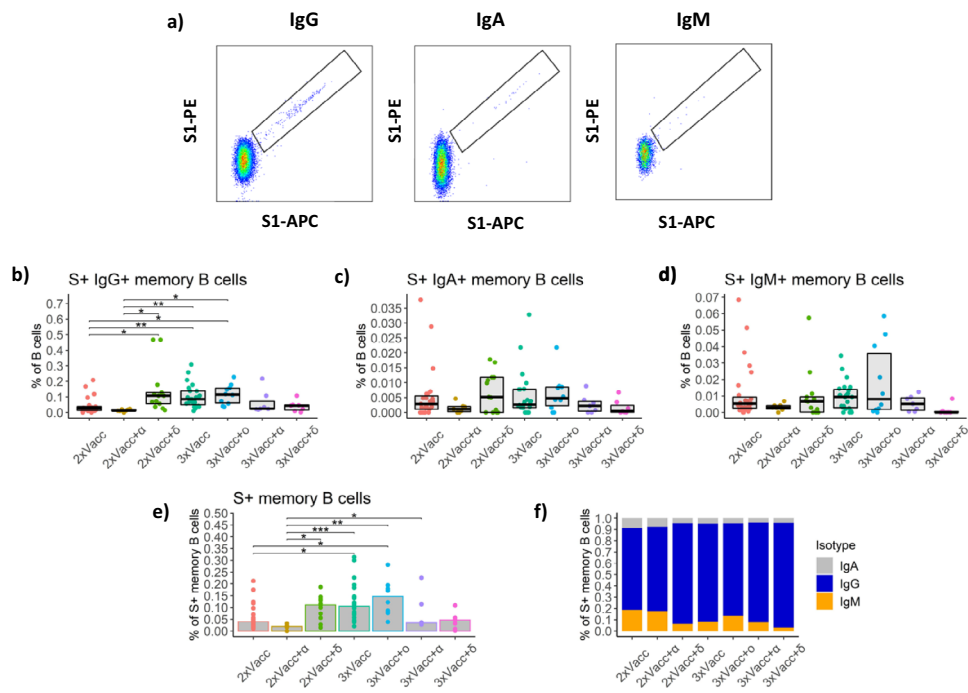 a)
IgG
IgA
IgM
S1-PE
S1-PE
S1-PE
S1-APC
S1-APC
S1-APC
b)
S+ IgG+ memory B cells
% of B cells
0.7
0.6
0.5
0.4
0.3
0.2
0.1
0.0
*
**
*
*
**
*
2xVacc
2xVacc+α
2xVacc+δ
3xVacc
3xVacc+o
3xVacc+α
3xVacc+δ
c)
S+ IgA+ memory B cells
% of B cells
0.035
0.030
0.025
0.020
0.015
0.010
0.005
0.000
2xVacc
2xVacc+α
2xVacc+δ
3xVacc
3xVacc+o
3xVacc+α
3xVacc+δ
d)
S+ IgM+ memory B cells
% of B cells
0.07
0.06
0.05
0.04
0.03
0.02
0.01
0.00
2xVacc
2xVacc+α
2xVacc+δ
3xVacc
3xVacc+o
3xVacc+α
3xVacc+δ
e)
S+ memory B cells
% of S+ memory B cells
0.50
0.45
0.40
0.35
0.30
0.25
0.20
0.15
0.10
0.05
0.00
*
**
***
*
*
*
2xVacc
2xVacc+α
2xVacc+δ
3xVacc
3xVacc+o
3xVacc+α
3xVacc+δ
f)
% of S+ memory B cells
1.0
0.9
0.8
0.7
0.6
0.5
0.4
0.3
0.2
0.1
0.0
2xVacc
2xVacc+α
2xVacc+δ
3xVacc
3xVacc+o
3xVacc+α
3xVacc+δ
Isotype
IgA
IgG
IgM